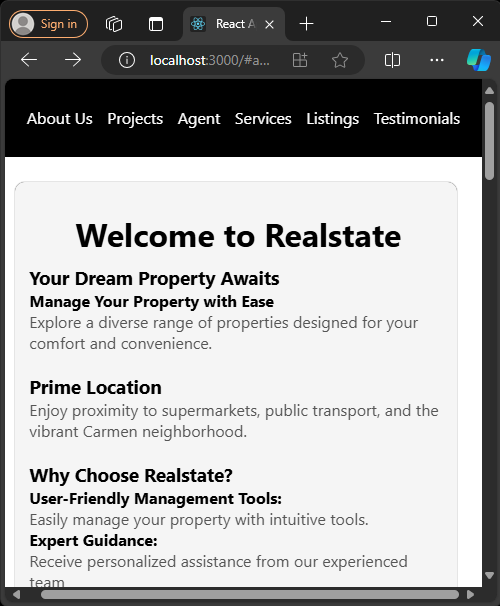 Sign in
React A
localhost:3000/#a...
About Us Projects Agent Services Listings Testimonials
Welcome to Realstate
Your Dream Property Awaits
Manage Your Property with Ease
Explore a diverse range of properties designed for your
comfort and convenience.
Prime Location
Enjoy proximity to supermarkets, public transport, and the
vibrant Carmen neighborhood.
Why Choose Realstate?
User-Friendly Management Tools:
Easily manage your property with intuitive tools.
Expert Guidance:
Receive personalized assistance from our experienced
team